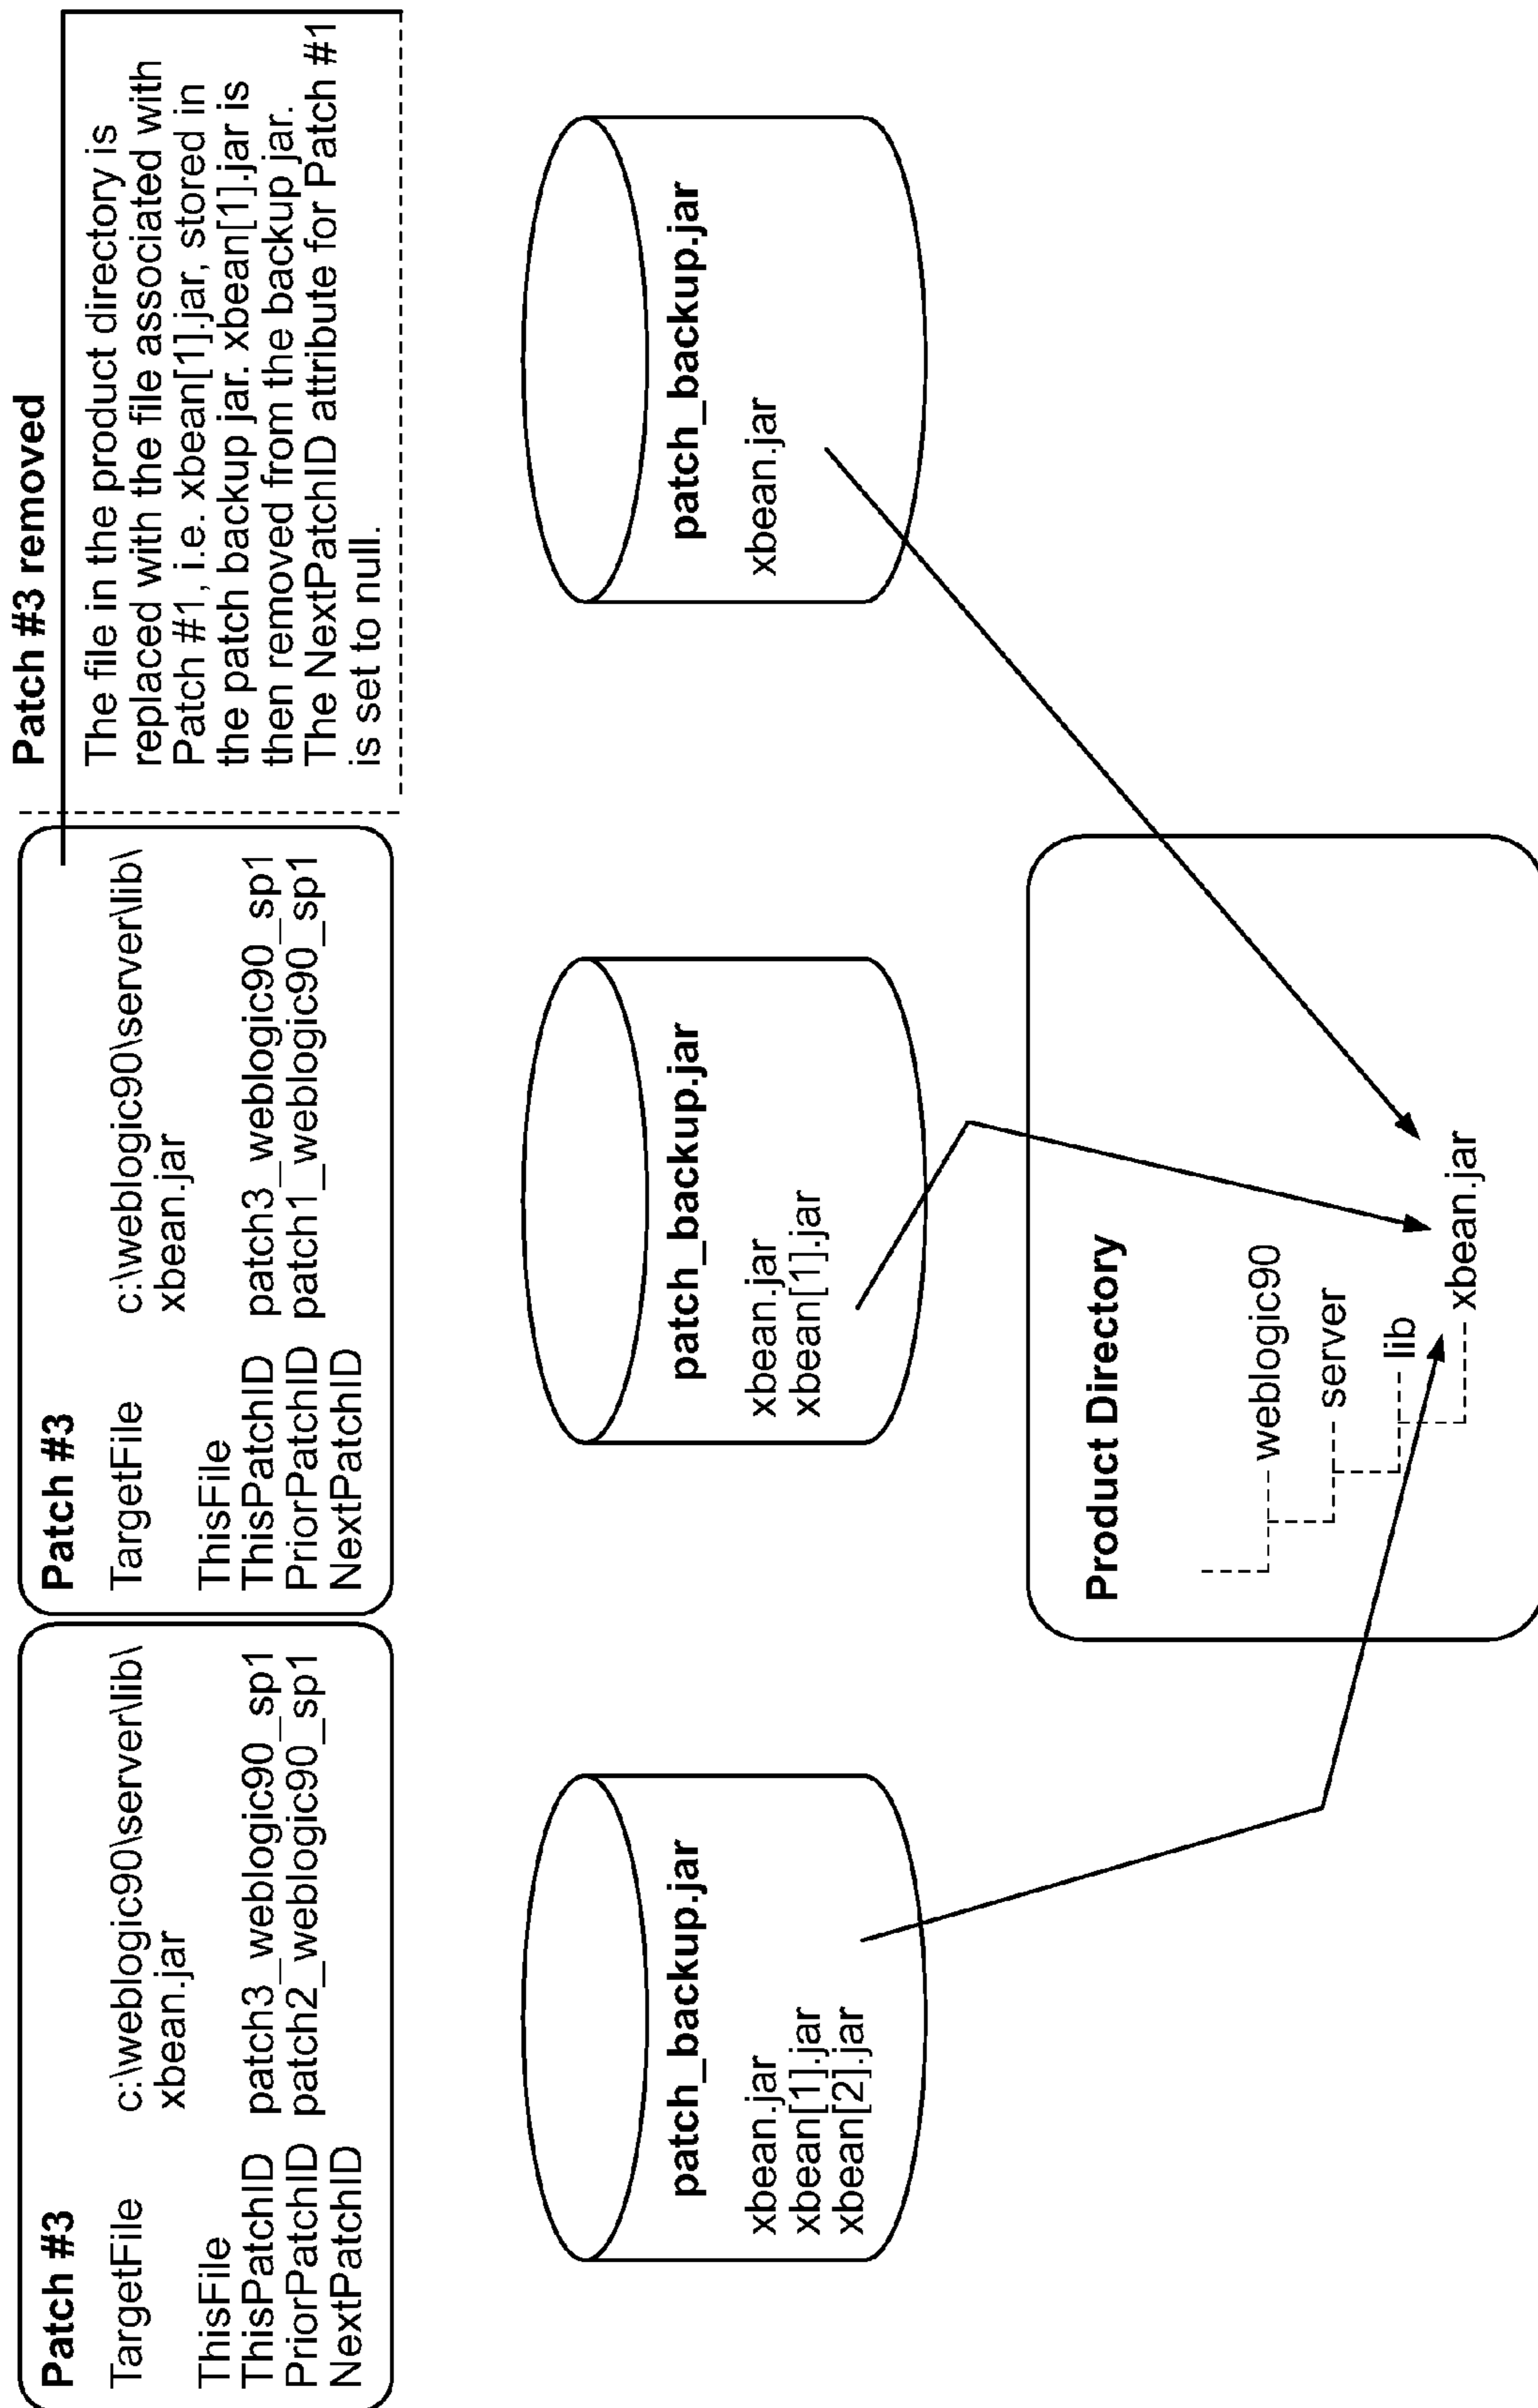 Patch #3
TargetFile c:\weblogic90\server\lib\
xbean.jar
ThisFile
ThisPatchID patch3_weblogic90_sp1
PriorPatchID patch2_weblogic90_sp1
NextPatchID
Patch #3
TargetFile c:\weblogic90\server\lib\
xbean.jar
ThisFile
ThisPatchID patch3_weblogic90_sp1
PriorPatchID patch1_weblogic90_sp1
NextPatchID
Patch #3 removed
The file in the product directory is
replaced with the file associated with
Patch #1, i.e. xbean[1].jar, stored in
the patch backup jar. xbean[1].jar is
then removed from the backup jar.
The NextPatchID attribute for Patch #1
is set to null.
patch_backup.jar
xbean.jar
xbean[1].jar
xbean[2].jar
patch_backup.jar
xbean.jar
xbean[1].jar
patch_backup.jar
xbean.jar
Product Directory
weblogic90
server
lib
xbean.jar